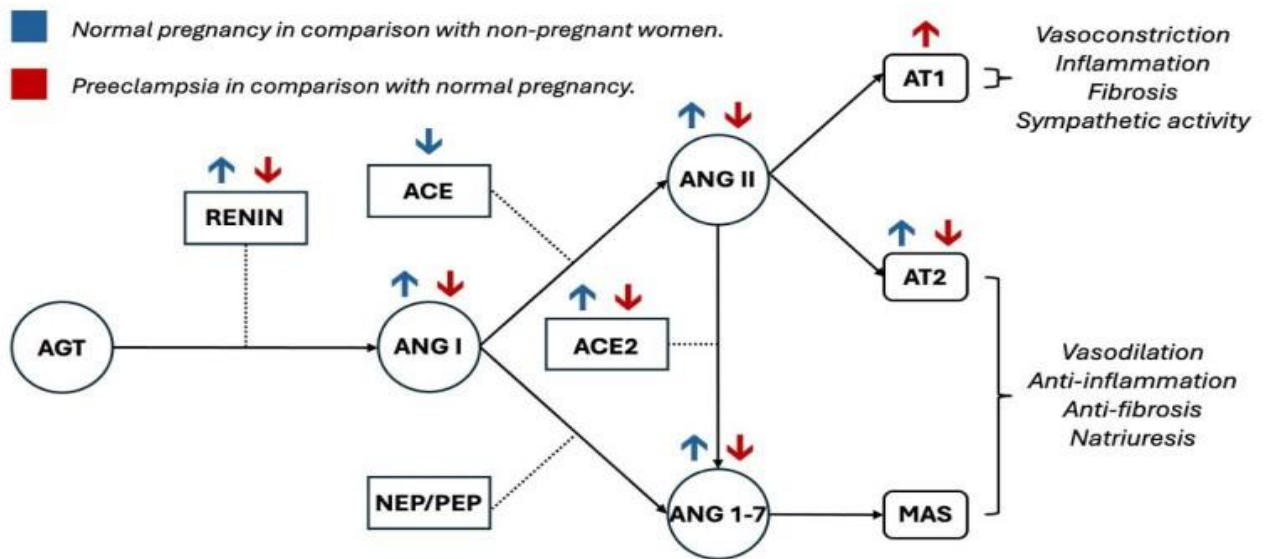 Normal pregnancy in comparison with non-pregnant women.
Preeclampsia in comparison with normal pregnancy.
Vasoconstriction
Inflammation
Fibrosis
Sympathetic activity
AT1
ACE
ANG II
RENIN
AT2
AGT
ANG I
ACE2
Vasodilation
Anti-inflammation
Anti-fibrosis
Natriuresis
NEP/PEP
ANG 1-7
MAS